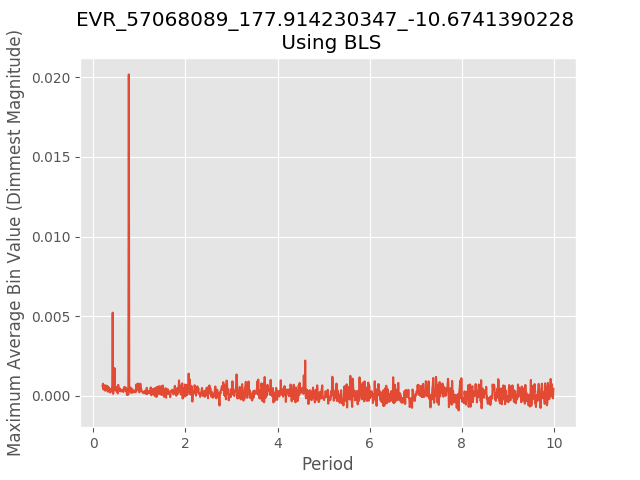 EVR_57068089_177.914230347_-10.6741390228
Using BLS
Maximum Average Bin Value (Dimmest Magnitude)
0.020
0.015
0.010
0.005
0.000
0
2
4
6
8
10
Period